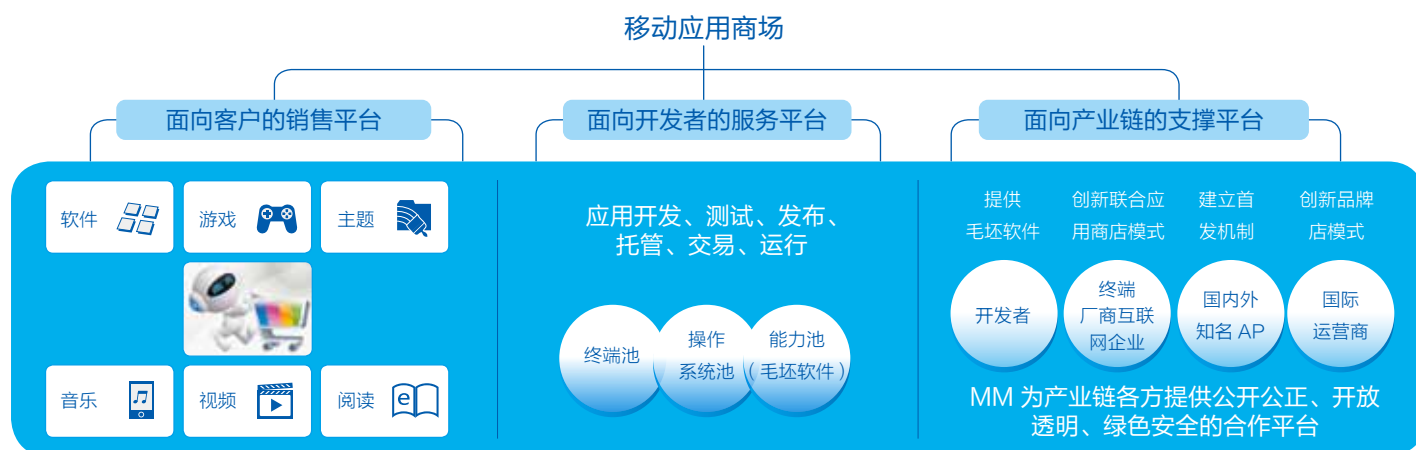 移动应用商场
面向客户的销售平台
面向开发者的服务平台
面向产业链的支撑平台
软件
游戏
主题
音乐
视频
阅读
e
应用开发、测试、发布、
托管、交易、运行
终端池
操作
系统池
能力池
（毛坯软件）
提供
毛坯软件
创新联合应
用商店模式
建立首
发机制
创新品牌
店模式
开发者
终端
厂商互联
网企业
国内外
知名 AP
国际
运营商
MM 为产业链各方提供公开公正、开放
透明、绿色安全的合作平台